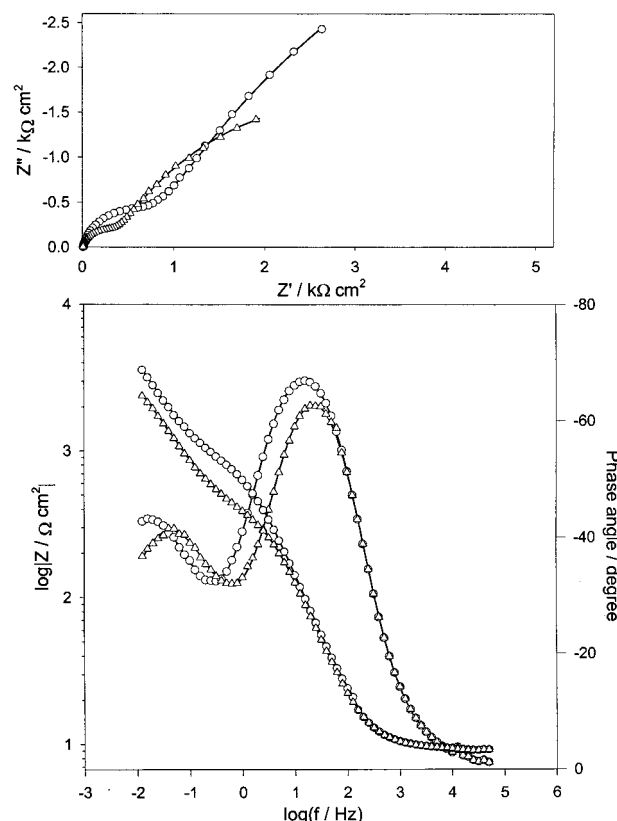 -2.5
-2.0
-1.5
-1.0
-0.5
0.0
Z'' / kΩ cm²
0 1 2 3 4 5
Z' / kΩ cm²
4
3
2
1
log|Z / Ω cm²|
-80
-60
-40
-20
0
Phase angle / degree
-3 -2 -1 0 1 2 3 4 5 6
log(f / Hz)